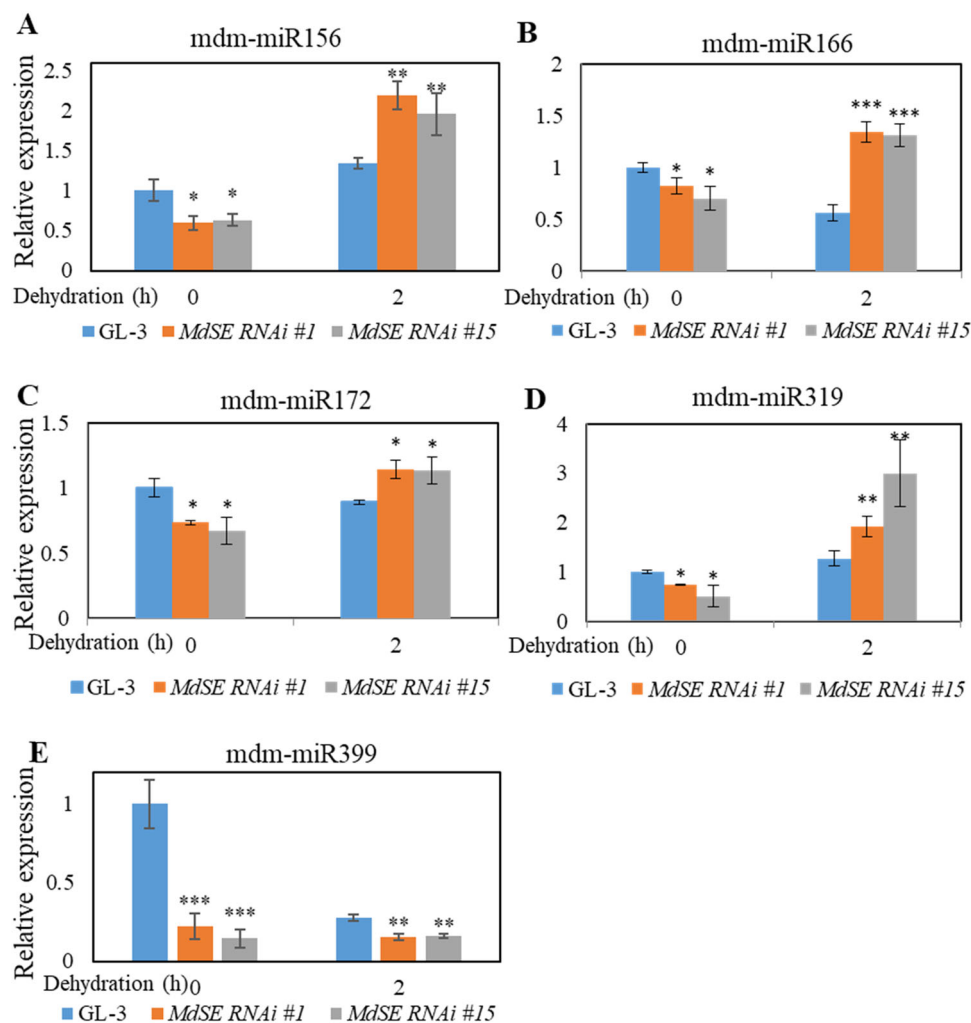 A
mdm-miR156
Relative expression
2.5
2
1.5
1
0.5
0
** **
* *
Dehydration (h) 0 2
GL-3 MdSE RNAi #1 MdSE RNAi #15
B
mdm-miR166
2
1.5
1
0.5
0
*** ***
* *
Dehydration (h) 0 2
GL-3 MdSE RNAi #1 MdSE RNAi #15
C
mdm-miR172
Relative expression
1.5
1
0.5
0
* *
* *
Dehydration (h) 0 2
GL-3 MdSE RNAi #1 MdSE RNAi #15
D
mdm-miR319
4
3
2
1
0
**
**
* *
Dehydration (h) 0 2
GL-3 MdSE RNAi #1 MdSE RNAi #15
E
mdm-miR399
Relative expression
1
0.5
0
*** *** ** **
Dehydration (h) 0 2
GL-3 MdSE RNAi #1 MdSE RNAi #15